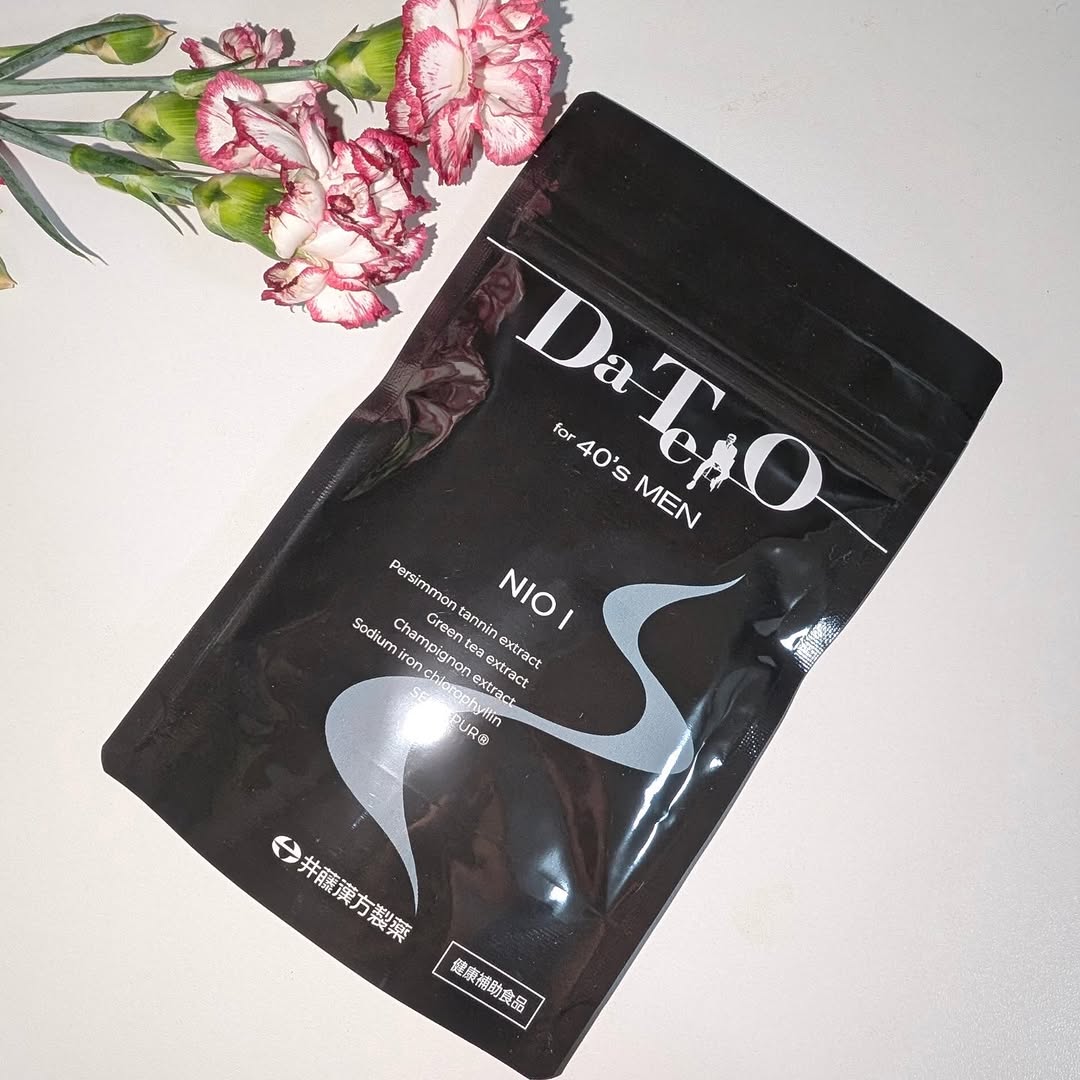 DaTeO
for 40's MEN
NIO I
Persimmon tannin extract
Green tea extract
Champignon extract
Sodium iron chlorophyllin
井藤漢方製薬
健康補助食品